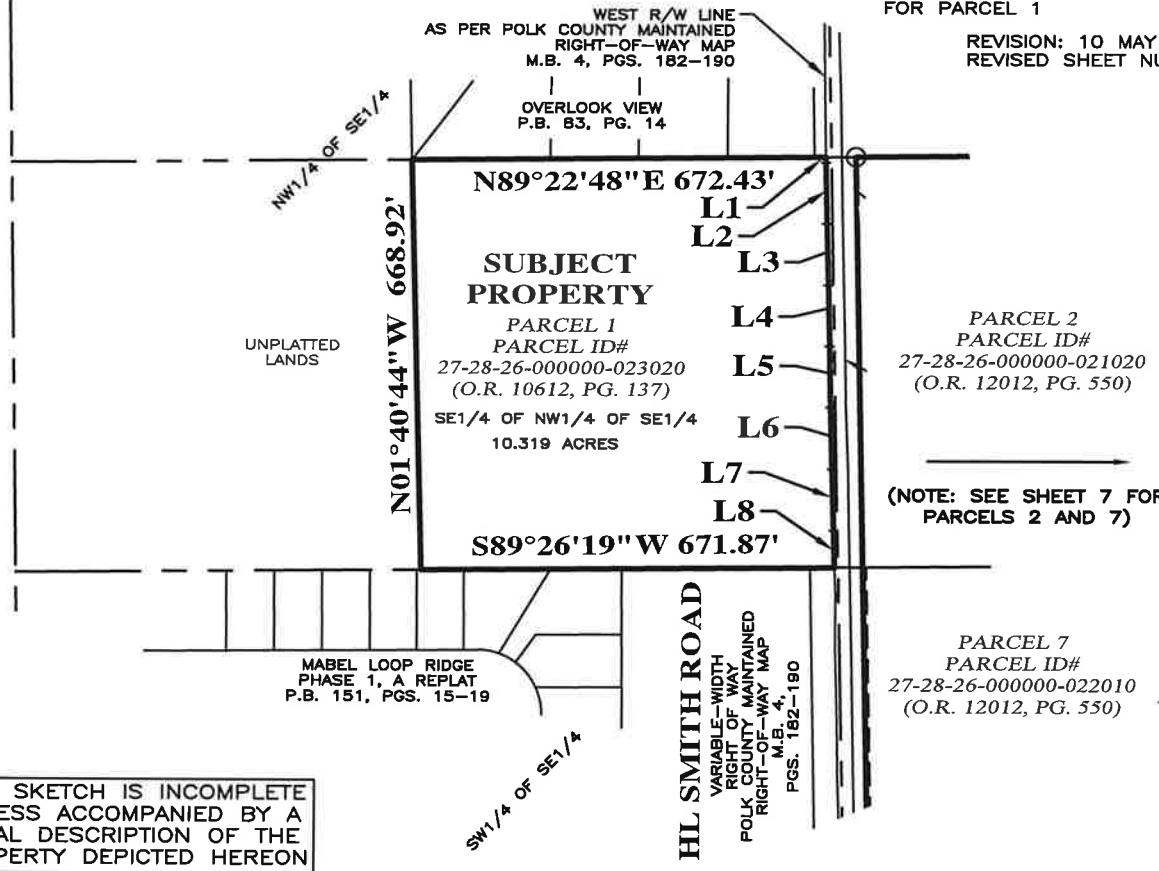 FOR PARCEL 1
REVISION: 10 MAY
REVISED SHEET
WEST R/W LINE
AS PER POLK COUNTY MAINTAINED
RIGHT-OF-WAY MAP
M.B. 4, PGS. 182-190
OVERLOOK VIEW
P.B. 83, PG. 14
NW1/4 OF SE1/4
N89°22'48"E 672.43'
L1
L2
L3
L4
L5
L6
L7
L8
N01°40'44"W 668.92'
SUBJECT
PROPERTY
PARCEL 1
PARCEL ID#
27-28-26-000000-023020
(O.R. 10612, PG. 137)
SE1/4 OF NW1/4 OF SE1/4
10.319 ACRES
UNPLATTED
LANDS
PARCEL 2
PARCEL ID#
27-28-26-000000-021020
(O.R. 12012, PG. 550)
(NOTE: SEE SHEET 7 FOR
PARCELS 2 AND 7)
S89°26'19"W 671.87'
HL SMITH ROAD
VARIABLE-WIDTH
RIGHT OF WAY
POLK COUNTY MAINTAINED
RIGHT-OF-WAY MAP
M.B. 4,
PGS. 182-190
PARCEL 7
PARCEL ID#
27-28-26-000000-022010
(O.R. 12012, PG. 550)
MABEL LOOP RIDGE
PHASE 1, A REPLAT
P.B. 151, PGS. 15-19
SW1/4 OF SE1/4
SKETCH IS INCOMPLETE
ESS ACCOMPANIED BY A
AL DESCRIPTION OF THE
PERTY DEPICTED HEREON